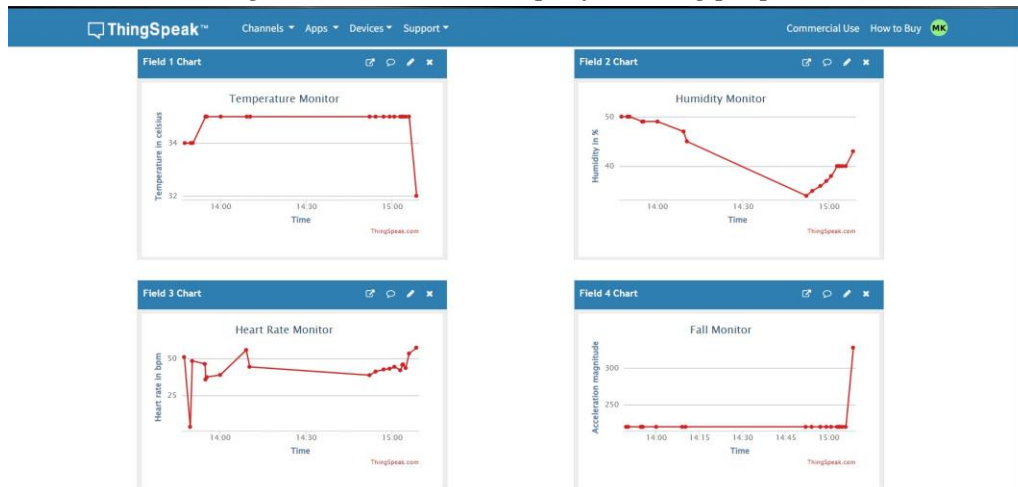 ThingSpeak™ Channels Apps Devices Support Commercial Use How to Buy MK
Field 1 Chart
Temperature Monitor
Temperature in celsius
34
32
14:00 14:30 15:00
Time
ThingSpeak.com
Field 2 Chart
Humidity Monitor
Humidity in %
50
40
14:00 14:30 15:00
Time
ThingSpeak.com
Field 3 Chart
Heart Rate Monitor
Heart rate in bpm
50
25
14:00 14:30 15:00
Time
ThingSpeak.com
Field 4 Chart
Fall Monitor
Acceleration magnitude
300
250
14:00 14:15 14:30 14:45 15:00
Time
ThingSpeak.com